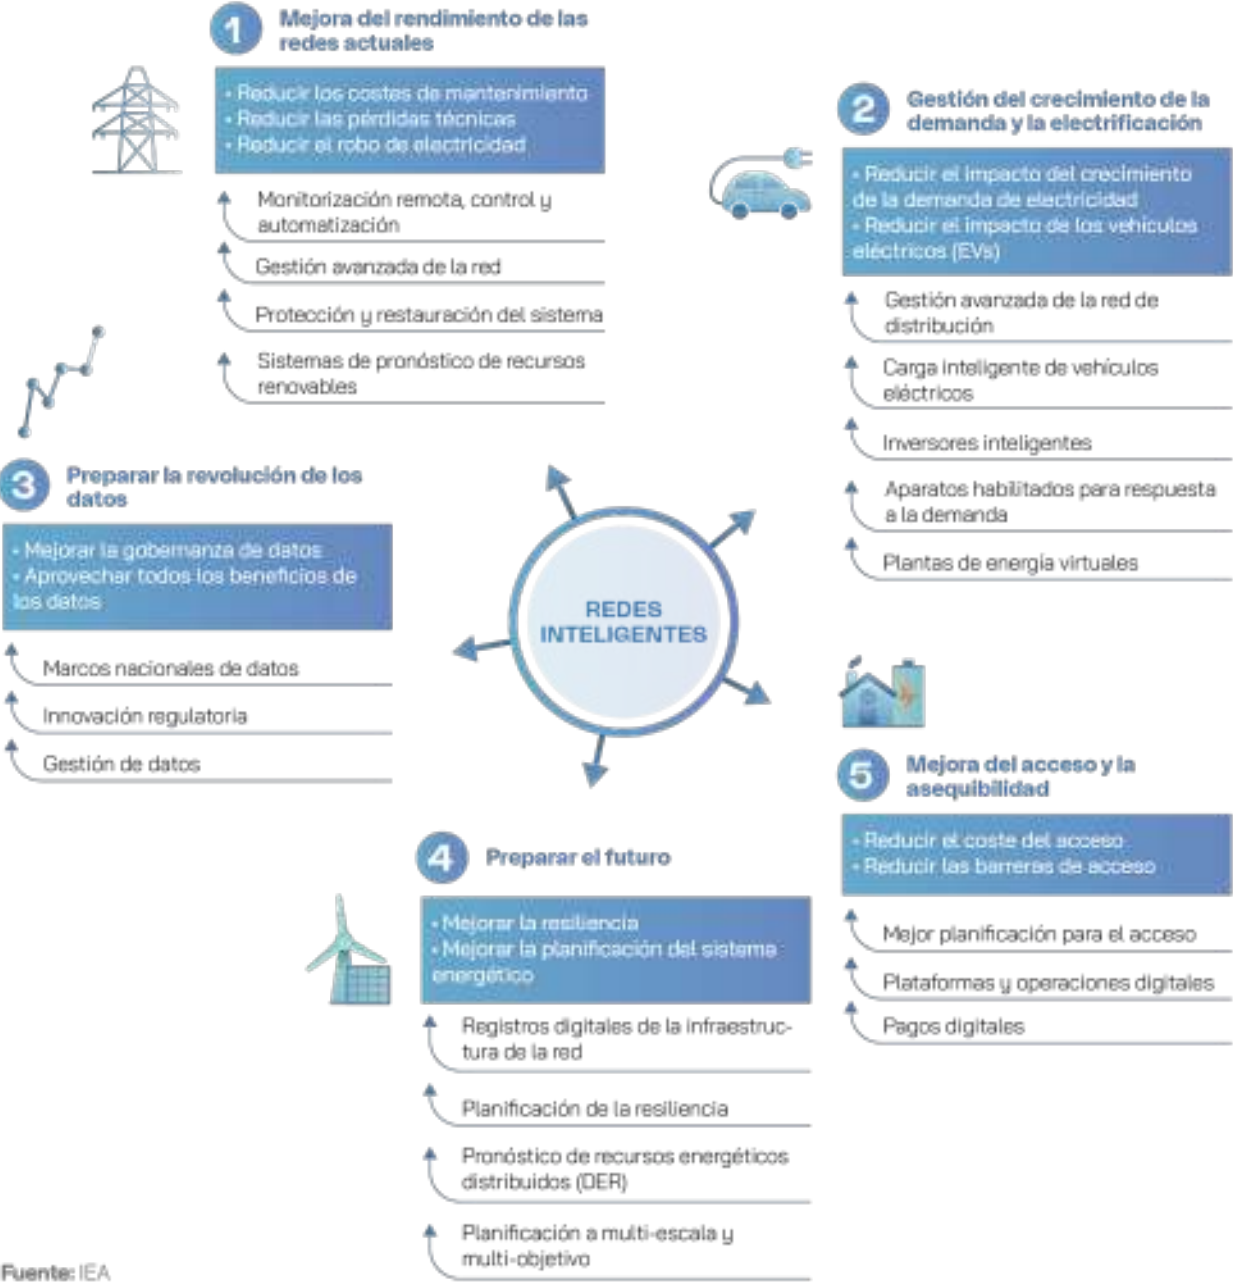 1
Mejora del rendimiento de las
redes actuales
• Reducir los costes de mantenimiento
• Reducir las pérdidas técnicas
• Reducir el robo de electricidad
Monitorización remota, control y
automatización
Gestión avanzada de la red
Protección y restauración del sistema
Sistemas de pronóstico de recursos
renovables
2
Gestión del crecimiento de la
demanda y la electrificación
• Reducir el impacto del crecimiento
de la demanda de electricidad
• Reducir el impacto de los vehículos
eléctricos (EVs)
Gestión avanzada de la red de
distribución
Carga inteligente de vehículos
eléctricos
Inversores inteligentes
Aparatos habilitados para respuesta
a la demanda
Plantas de energía virtuales
3
Preparar la revolución de los
datos
• Mejorar la gobernanza de datos
• Aprovechar todos los beneficios de
los datos
Marcos nacionales de datos
Innovación regulatoria
Gestión de datos
REDES
INTELIGENTES
4
Preparar el futuro
• Mejorar la resiliencia
• Mejorar la planificación del sistema
energético
Registros digitales de la infraestruc-
tura de la red
Planificación de la resiliencia
Pronóstico de recursos energéticos
distribuidos (DER)
Planificación a multi-escala y
multi-objetivo
5
Mejora del acceso y la
asequibilidad
• Reducir el coste del acceso
• Reducir las barreras de acceso
Mejor planificación para el acceso
Plataformas y operaciones digitales
Pagos digitales
Fuente: IEA